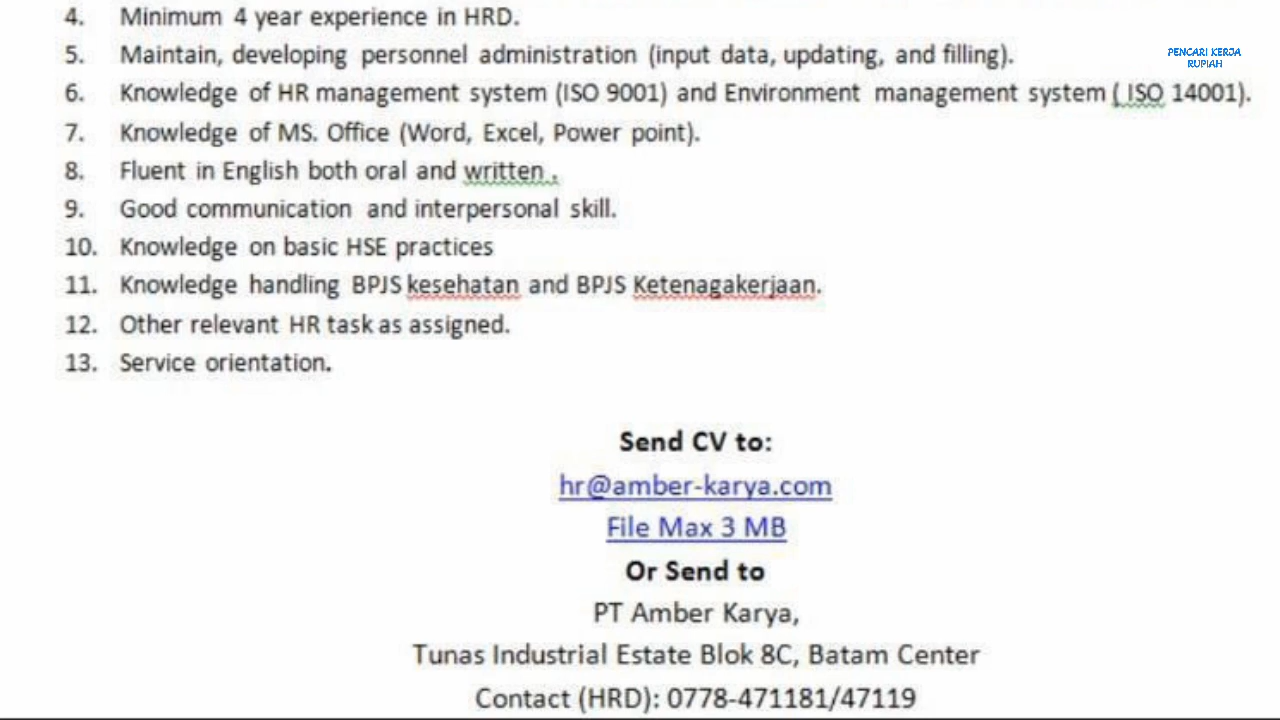 4. Minimum 4 year experience in HRD.
5. Maintain, developing personnel administration (input data, updating, and filling).
PENCARI KERJA
RUPIAH
6. Knowledge of HR management system (ISO 9001) and Environment management system ( ISO 14001).
7. Knowledge of MS. Office (Word, Excel, Power point).
8. Fluent in English both oral and written .
9. Good communication and interpersonal skill.
10. Knowledge on basic HSE practices
11. Knowledge handling BPJS kesehatan and BPJS Ketenagakerjaan.
12. Other relevant HR task as assigned.
13. Service orientation.
Send CV to:
hr@amber-karya.com
File Max 3 MB
Or Send to
PT Amber Karya,
Tunas Industrial Estate Blok 8C, Batam Center
Contact (HRD): 0778-471181/47119